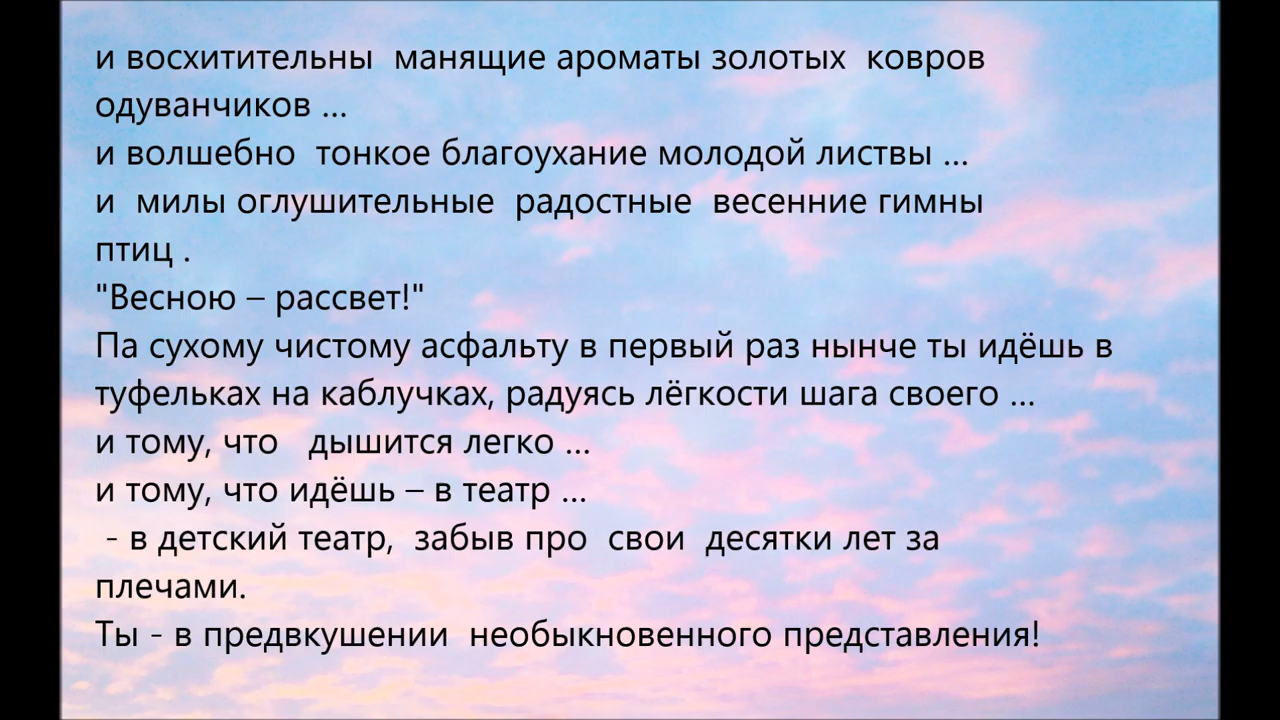 и восхитительны  манящие ароматы золотых  ковров
одуванчиков ...
и волшебно  тонкое благоухание молодой листвы ...
и  милы оглушительные  радостные  весенние гимны
птиц .
"Весною – рассвет!"
Па сухому чистому асфальту в первый раз нынче ты идёшь в
туфельках на каблучках, радуясь лёгкости шага своего ...
и тому, что   дышится легко ...
и тому, что идёшь – в театр ...
- в детский театр,  забыв про  свои  десятки лет за
плечами.
Ты - в предвкушении  необыкновенного представления!